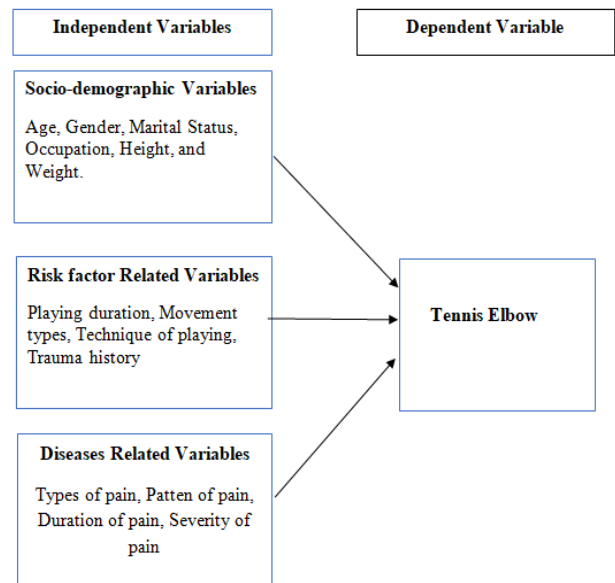 Independent Variables
Dependent Variable
Socio-demographic Variables
Age, Gender, Marital Status,
Occupation, Height, and
Weight.
Risk factor Related Variables
Playing duration, Movement
types, Technique of playing,
Trauma history
Tennis Elbow
Diseases Related Variables
Types of pain, Patten of pain,
Duration of pain, Severity of
pain